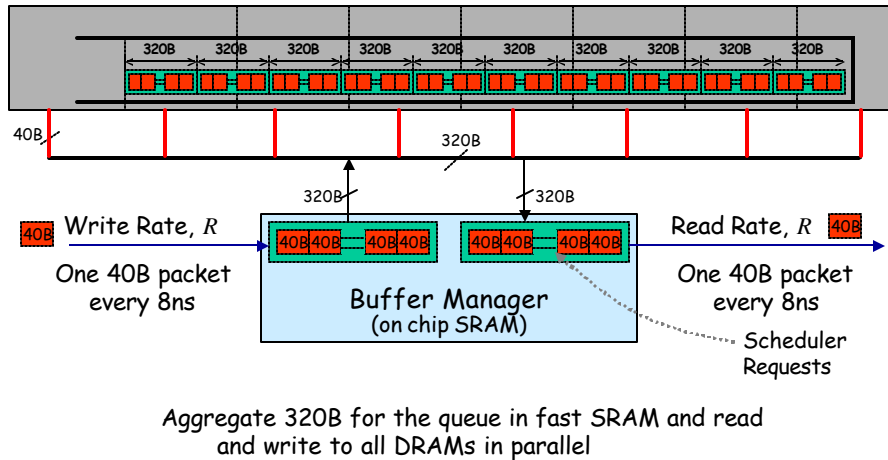 320B 320B 320B 320B 320B 320B 320B 320B 320B 320B
40B
320B
320B 320B
40B Write Rate, R
One 40B packet
every 8ns
40B 40B 40B 40B
40B 40B 40B 40B
Read Rate, R 40B
One 40B packet
every 8ns
Buffer Manager
(on chip SRAM)
Scheduler
Requests
Aggregate 320B for the queue in fast SRAM and read
and write to all DRAMs in parallel